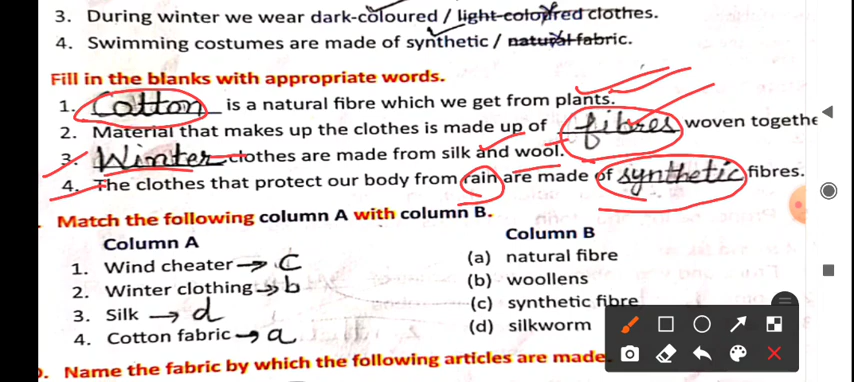 3. During winter we wear dark-coloured / light-coloured clothes.
4. Swimming costumes are made of synthetic / natural fabric.
Fill in the blanks with appropriate words.
1. Cotton is a natural fibre which we get from plants.
2. Material that makes up the clothes is made up of fibres woven togethe
3. Winter clothes are made from silk and wool.
4. The clothes that protect our body from rain are made of synthetic fibres.
Match the following column A with column B.
Column A Column B
1. Wind cheater → c (a) natural fibre
2. Winter clothing → b (b) woollens
3. Silk → d (c) synthetic fibre
4. Cotton fabric → a (d) silkworm
. Name the fabric by which the following articles are made.